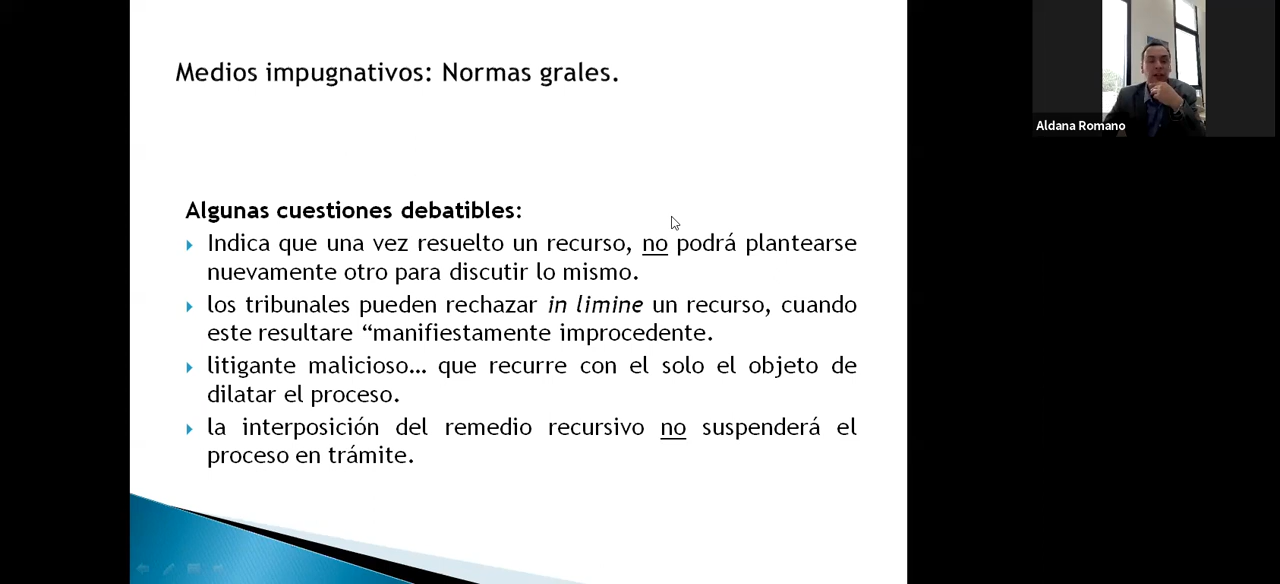 Medios impugnativos: Normas grales.
Aldana Romano
Algunas cuestiones debatibles:
Indica que una vez resuelto un recurso, no podrá plantearse
nuevamente otro para discutir lo mismo.
los tribunales pueden rechazar in limine un recurso, cuando
este resultare “manifiestamente improcedente.
litigante malicioso... que recurre con el solo el objeto de
dilatar el proceso.
la interposición del remedio recursivo no suspenderá el
proceso en trámite.